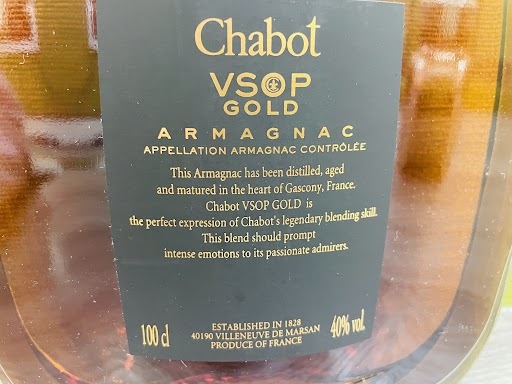 Chabot
VSOP
GOLD
ARMAGNAC
APPELLATION ARMAGNAC CONTRÔLÉE
This Armagnac has been distilled, aged
and matured in the heart of Gascony, France.
Chabot VSOP GOLD is
the perfect expression of Chabot's legendary blending skill.
This blend should prompt
intense emotions to its passionate admirers.
100 cl
ESTABLISHED IN 1828
40190 VILLENEUVE DE MARSAN
PRODUCE OF FRANCE
40% vol.